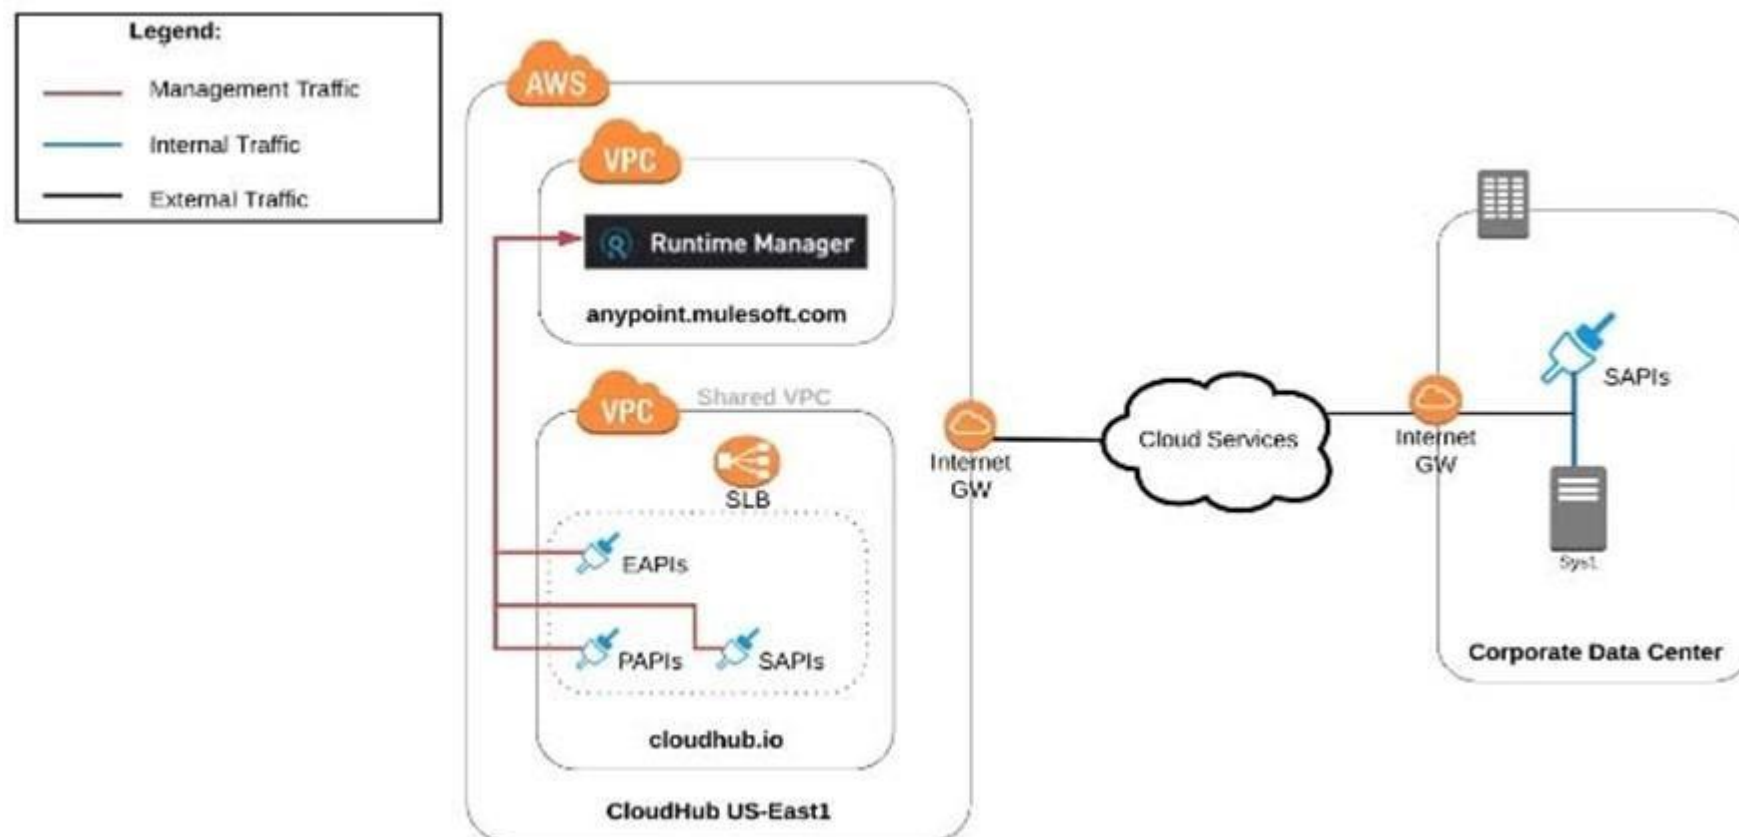 Legend:
Management Traffic
Internal Traffic
External Traffic
AWS
VPC
Runtime Manager
anypoint.mulesoft.com
VPC
Shared VPC
SLB
EAPIs
PAPIs
SAPIs
cloudhub.io
CloudHub US-East1
Internet
GW
Cloud Services
Internet
GW
SAPIs
Sys1
Corporate Data Center